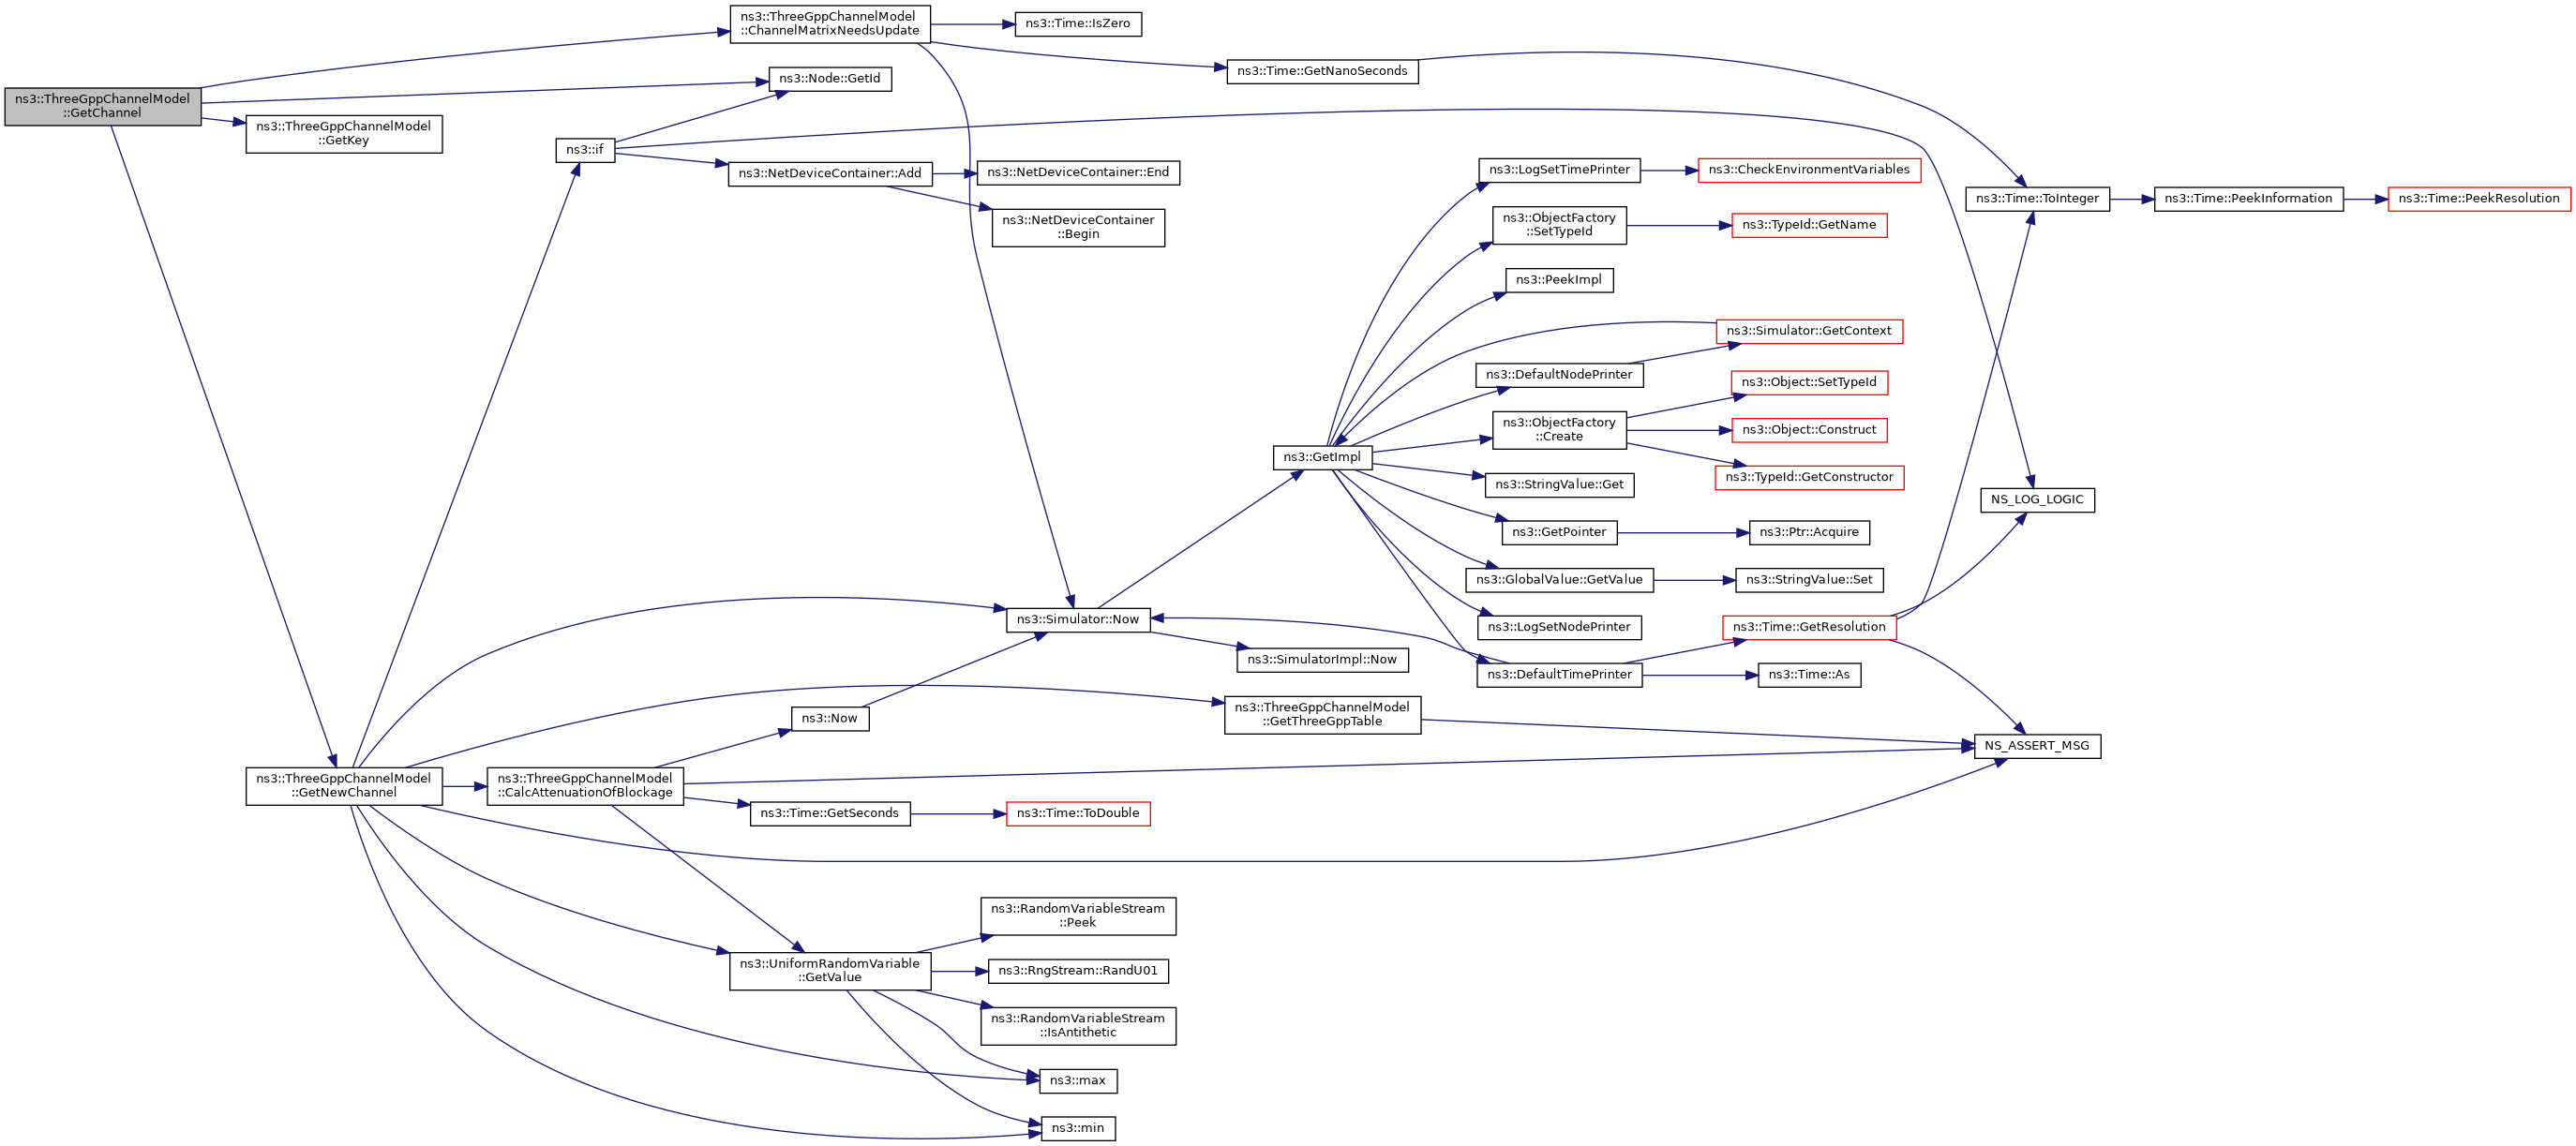 ns3::ThreeGppChannelModel
::GetChannel
ns3::ThreeGppChannelModel
::ChannelMatrixNeedsUpdate
ns3::Time::IsZero
ns3::Time::GetNanoSeconds
ns3::Node::GetId
ns3::ThreeGppChannelModel
::GetKey
ns3::if
ns3::NetDeviceContainer::Add
ns3::NetDeviceContainer::End
ns3::NetDeviceContainer
::Begin
ns3::LogSetTimePrinter
ns3::CheckEnvironmentVariables
ns3::Time::ToInteger
ns3::Time::PeekInformation
ns3::Time::PeekResolution
ns3::ObjectFactory
::SetTypeId
ns3::TypeId::GetName
ns3::PeekImpl
ns3::Simulator::GetContext
ns3::DefaultNodePrinter
ns3::Object::SetTypeId
ns3::ObjectFactory
::Create
ns3::Object::Construct
ns3::GetImpl
ns3::TypeId::GetConstructor
ns3::StringValue::Get
NS_LOG_LOGIC
ns3::GetPointer
ns3::Ptr::Acquire
ns3::GlobalValue::GetValue
ns3::StringValue::Set
ns3::Simulator::Now
ns3::LogSetNodePrinter
ns3::Time::GetResolution
ns3::SimulatorImpl::Now
ns3::DefaultTimePrinter
ns3::Time::As
ns3::Now
ns3::ThreeGppChannelModel
::GetThreeGppTable
NS_ASSERT_MSG
ns3::ThreeGppChannelModel
::GetNewChannel
ns3::ThreeGppChannelModel
::CalcAttenuationOfBlockage
ns3::Time::GetSeconds
ns3::Time::ToDouble
ns3::RandomVariableStream
::Peek
ns3::UniformRandomVariable
::GetValue
ns3::RngStream::RandU01
ns3::RandomVariableStream
::IsAntithetic
ns3::max
ns3::min